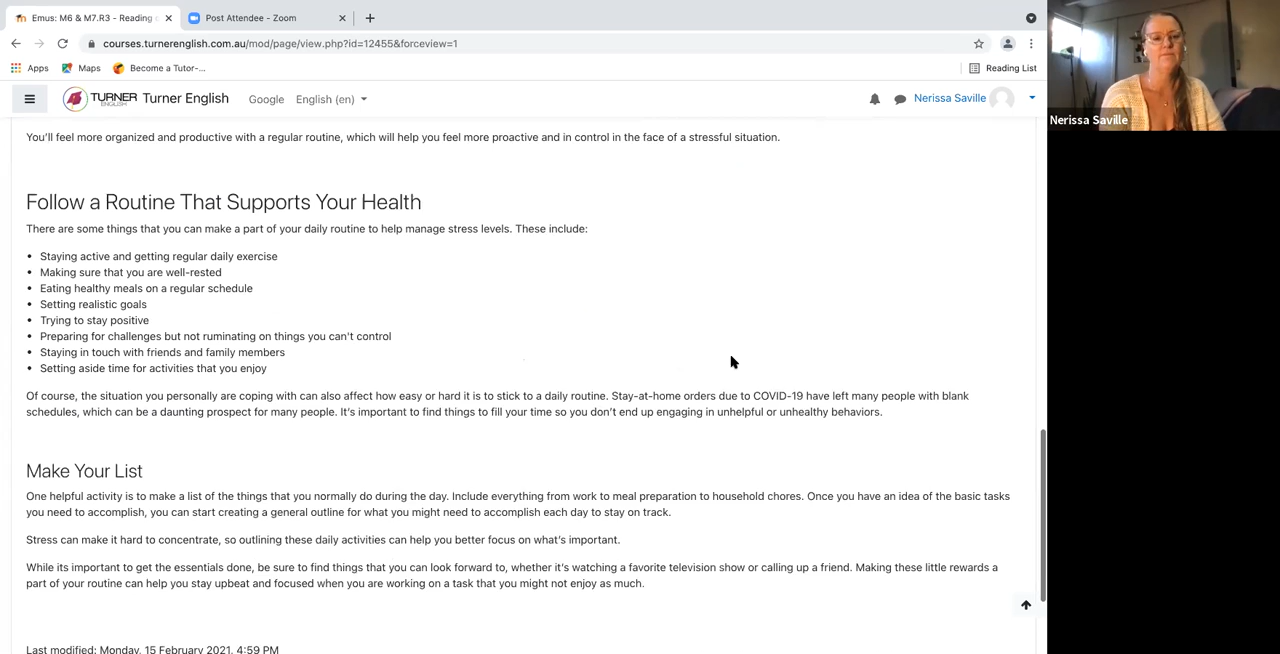 Emus: M6 & M7.R3 - Reading
Post Attendee - Zoom
courses.turnerenglish.com.au/mod/page/view.php?id=12455&forceview=1
Apps Maps Become a Tutor-... Reading List
TURNER ENGLISH Turner English Google English (en) Nerissa Saville
Nerissa Saville
You'll feel more organized and productive with a regular routine, which will help you feel more proactive and in control in the face of a stressful situation.
Follow a Routine That Supports Your Health
There are some things that you can make a part of your daily routine to help manage stress levels. These include:
• Staying active and getting regular daily exercise
• Making sure that you are well-rested
• Eating healthy meals on a regular schedule
• Setting realistic goals
• Trying to stay positive
• Preparing for challenges but not ruminating on things you can't control
• Staying in touch with friends and family members
• Setting aside time for activities that you enjoy
Of course, the situation you personally are coping with can also affect how easy or hard it is to stick to a daily routine. Stay-at-home orders due to COVID-19 have left many people with blank
schedules, which can be a daunting prospect for many people. It's important to find things to fill your time so you don't end up engaging in unhelpful or unhealthy behaviors.
Make Your List
One helpful activity is to make a list of the things that you normally do during the day. Include everything from work to meal preparation to household chores. Once you have an idea of the basic tasks
you need to accomplish, you can start creating a general outline for what you might need to accomplish each day to stay on track.
Stress can make it hard to concentrate, so outlining these daily activities can help you better focus on what's important.
While its important to get the essentials done, be sure to find things that you can look forward to, whether it's watching a favorite television show or calling up a friend. Making these little rewards a
part of your routine can help you stay upbeat and focused when you are working on a task that you might not enjoy as much.
Last modified: Monday, 15 February 2021, 4:59 PM